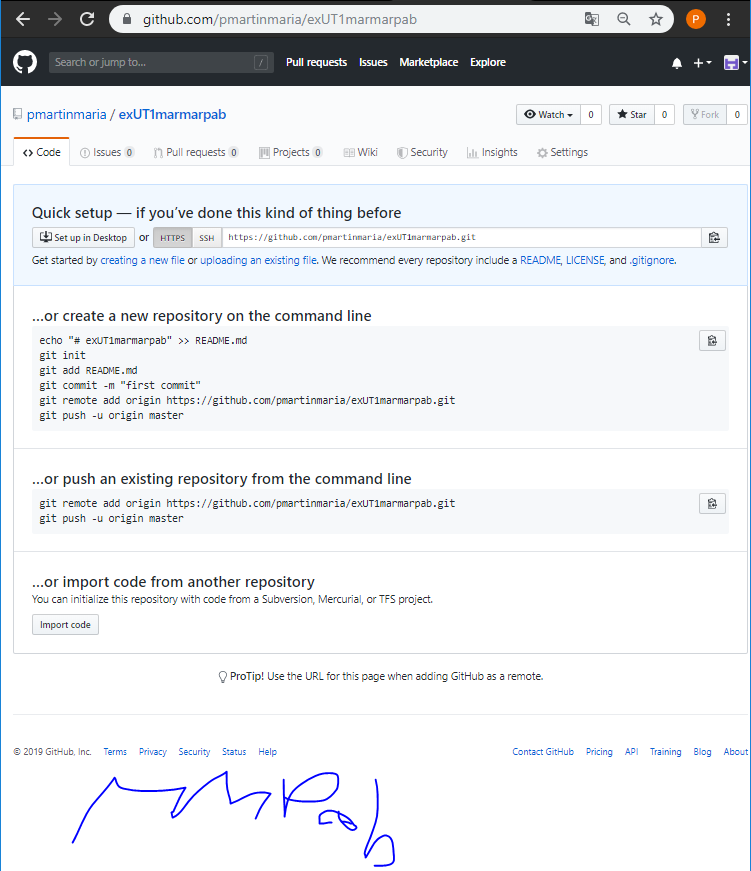 github.com/pmartinmaria/exUT1marmarpab
P
Search or jump to... /
Pull requests Issues Marketplace Explore
pmartinmaria / exUT1marmarpab
Watch 0 Star 0 Fork 0
Code Issues 0 Pull requests 0 Projects 0 Wiki Security Insights Settings
Quick setup — if you've done this kind of thing before
Set up in Desktop or HTTPS SSH https://github.com/pmartinmaria/exUT1marmarpab.git
Get started by creating a new file or uploading an existing file. We recommend every repository include a README, LICENSE, and .gitignore.
...or create a new repository on the command line
echo "# exUT1marmarpab" >> README.md
git init
git add README.md
git commit -m "first commit"
git remote add origin https://github.com/pmartinmaria/exUT1marmarpab.git
git push -u origin master
...or push an existing repository from the command line
git remote add origin https://github.com/pmartinmaria/exUT1marmarpab.git
git push -u origin master
...or import code from another repository
You can initialize this repository with code from a Subversion, Mercurial, or TFS project.
Import code
ProTip! Use the URL for this page when adding GitHub as a remote.
© 2019 GitHub, Inc. Terms Privacy Security Status Help Contact GitHub Pricing API Training Blog About